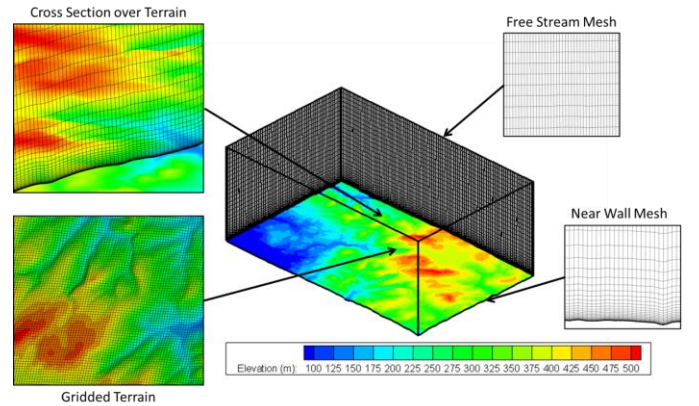 Cross Section over Terrain
Free Stream Mesh
Near Wall Mesh
Elevation (m): 100 125 150 175 200 225 250 275 300 325 350 375 400 425 450 475 500
Gridded Terrain